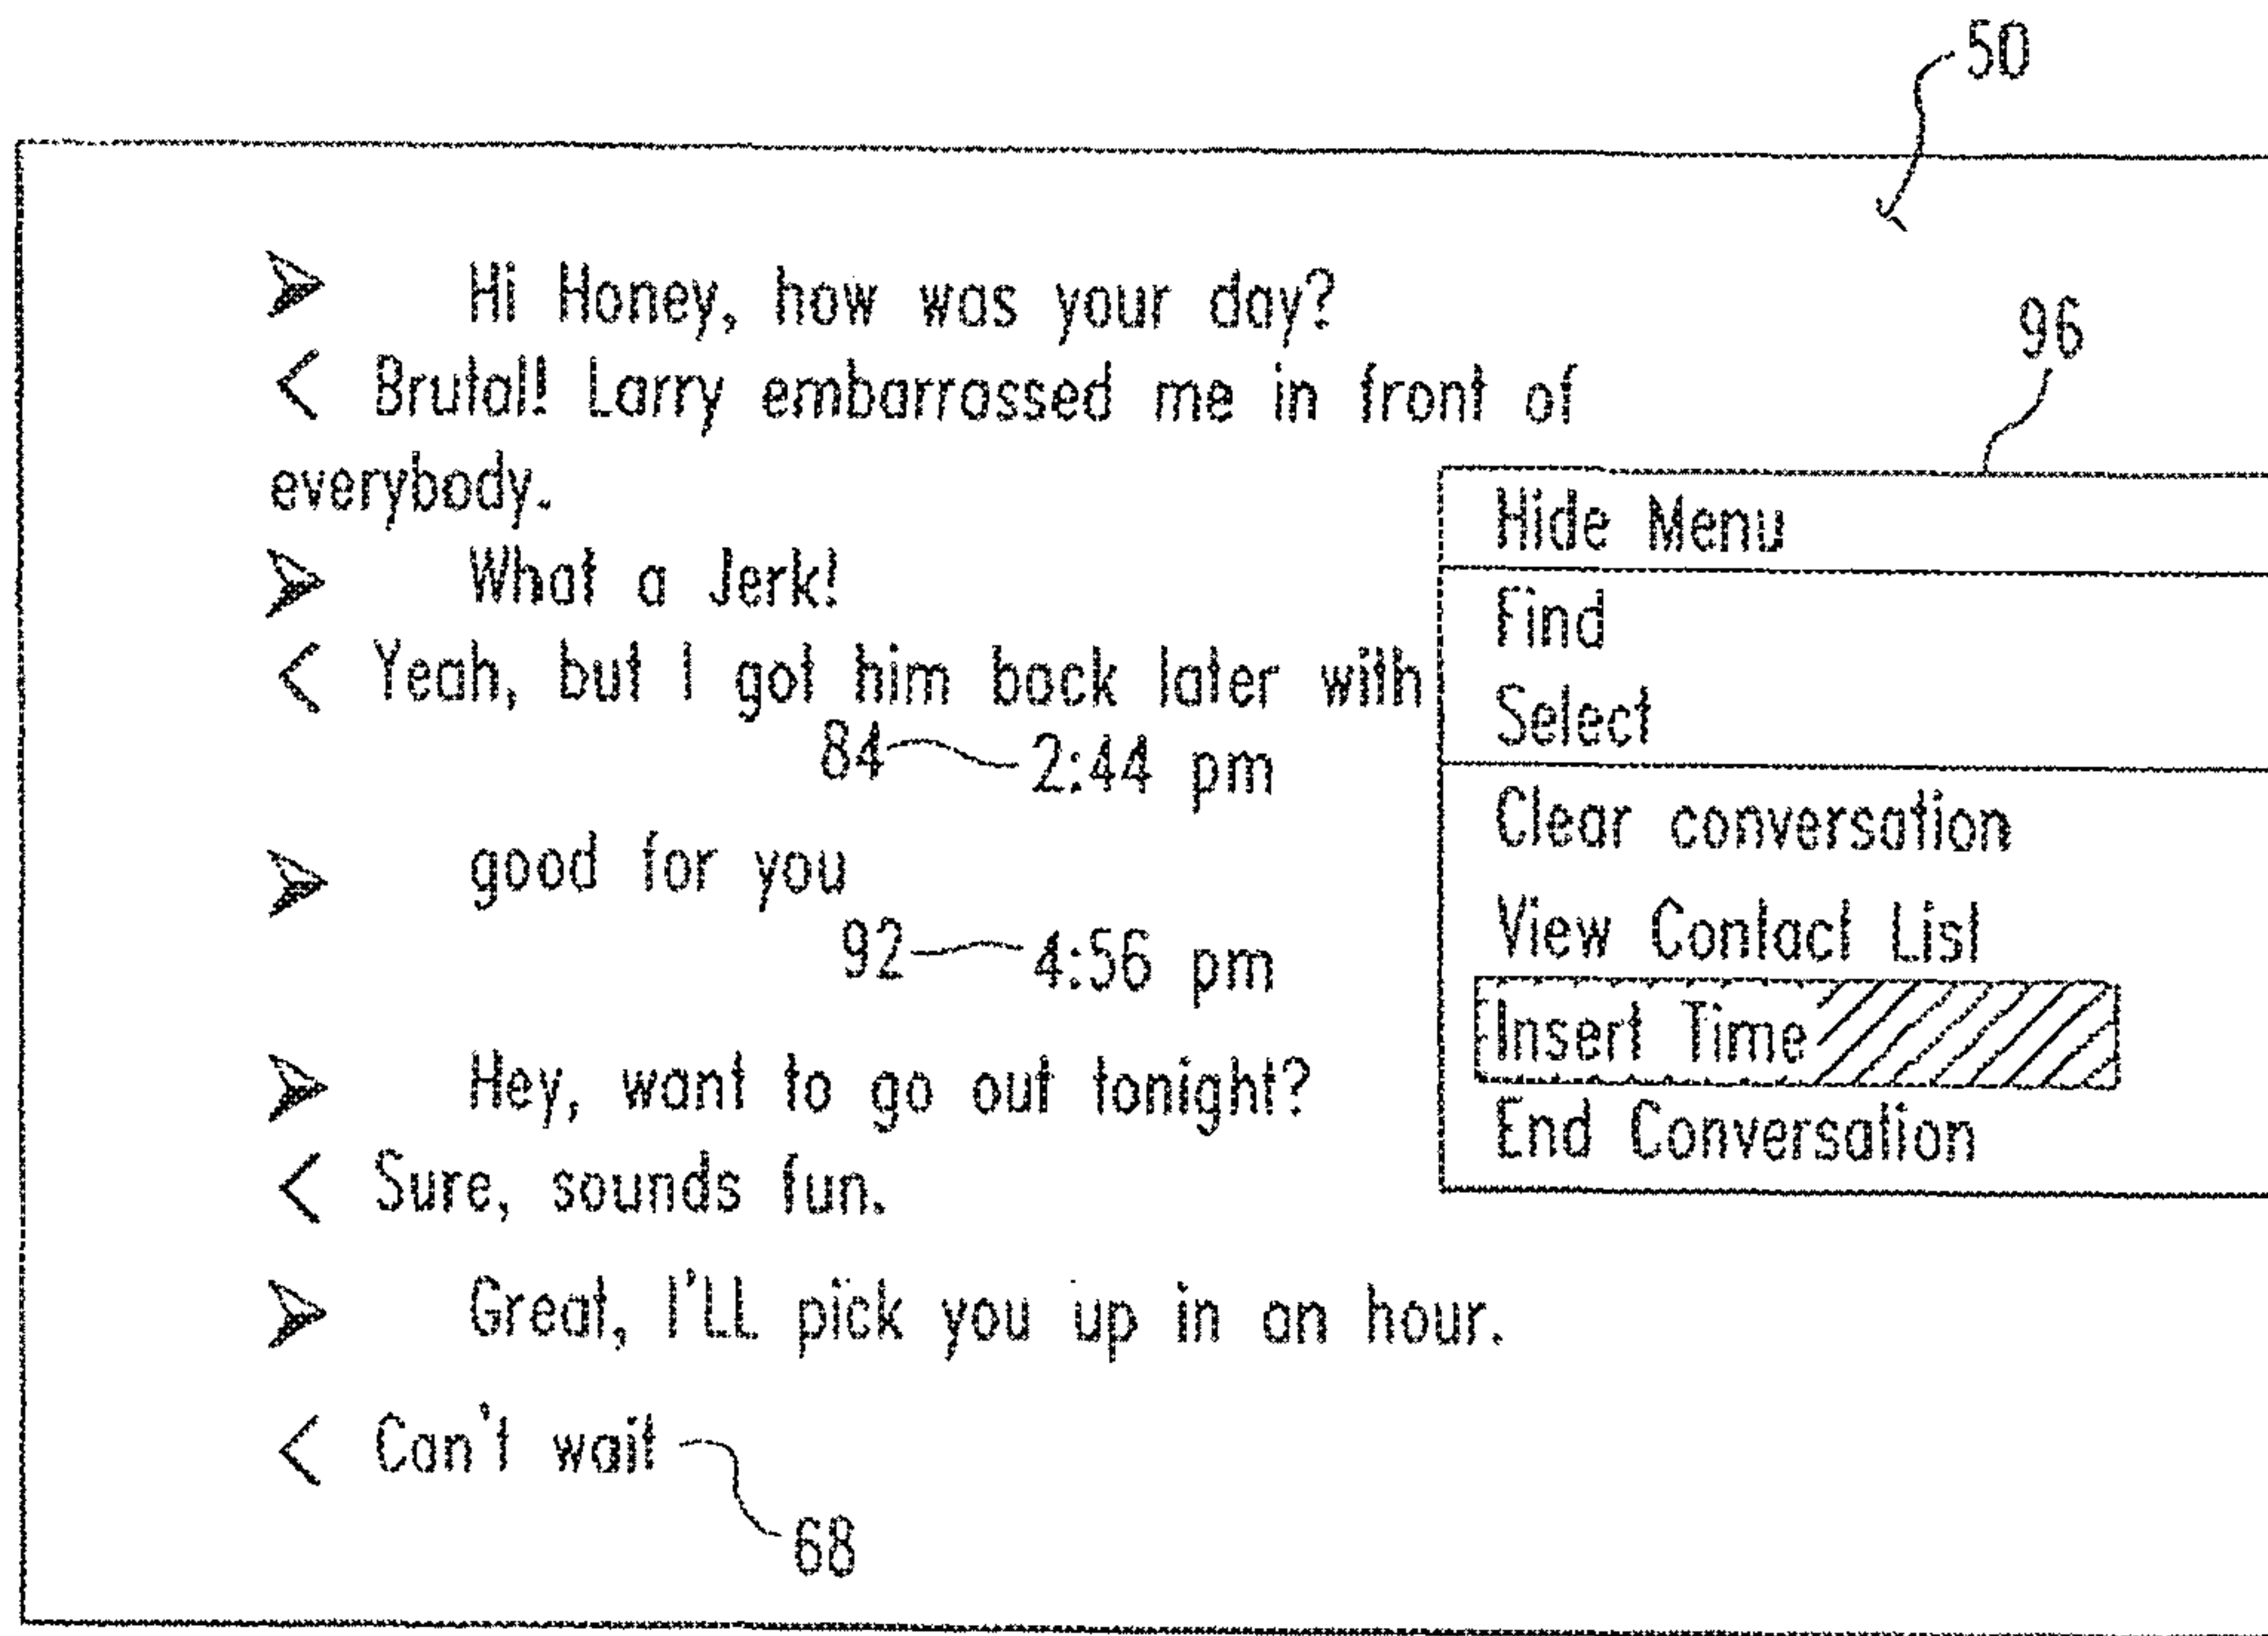 50
➢ Hi Honey, how was your day?
96
< Brutal! Larry embarrassed me in front of
everybody.
➢ What a Jerk!
< Yeah, but I got him back later with
84 2:44 pm
➢ good for you
92 4:56 pm
➢ Hey, want to go out tonight?
< Sure, sounds fun.
➢ Great, I'LL pick you up in an hour.
< Can't wait
68
Hide Menu
Find
Select
Clear conversation
View Contact List
Insert Time
End Conversation